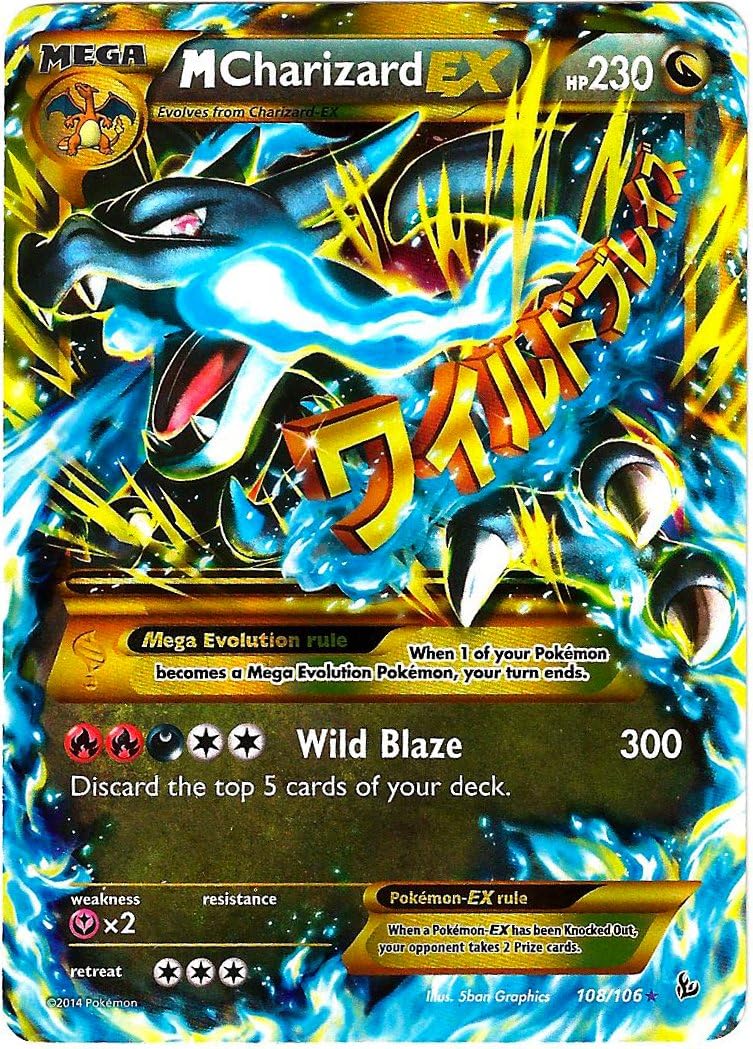 MEGA
M Charizard EX
HP230
Evolves from Charizard-EX
ワイルドブレイズ
Mega Evolution rule
When 1 of your Pokémon
becomes a Mega Evolution Pokémon, your turn ends.
Wild Blaze 300
Discard the top 5 cards of your deck.
weakness resistance
×2
Pokémon-EX rule
When a Pokémon-EX has been Knocked Out,
your opponent takes 2 Prize cards.
retreat
©2014 Pokémon
Illus. 5ban Graphics 108/106